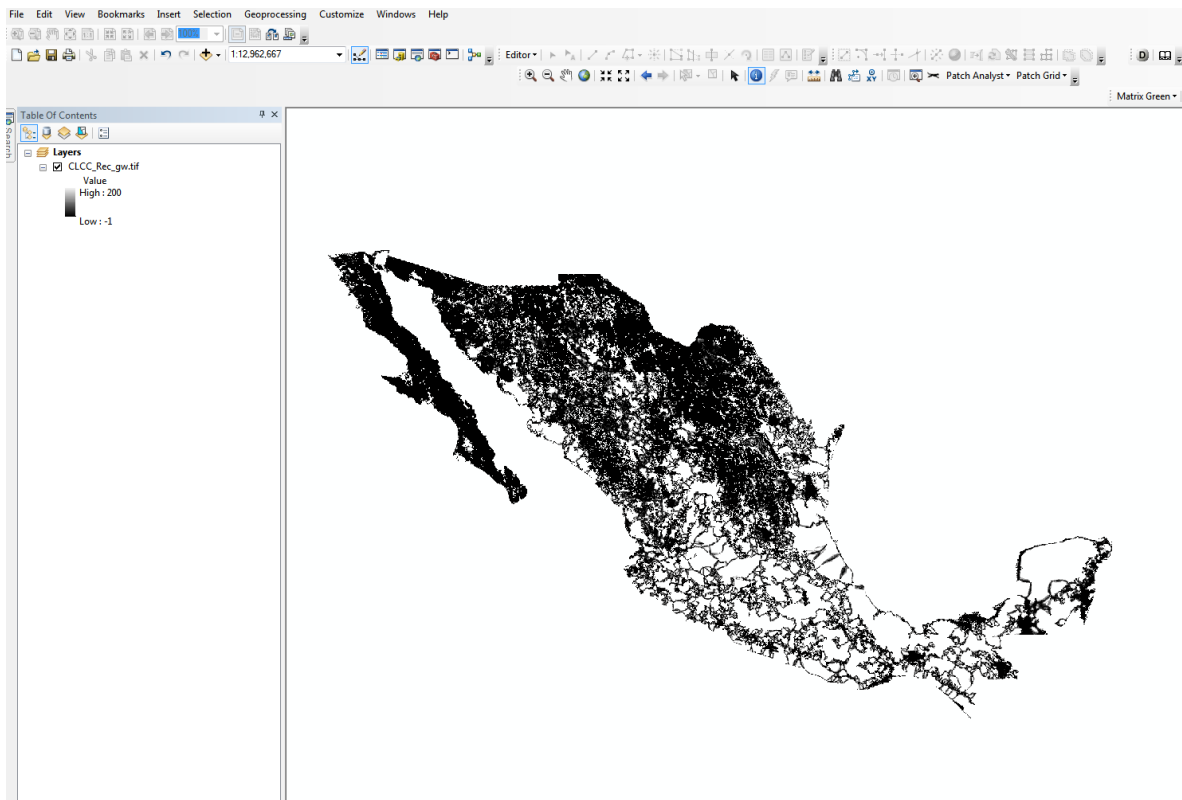 File Edit View Bookmarks Insert Selection Geoprocessing Customize Windows Help
100%
1:12,962,667 Editor
Patch Analyst Patch Grid
Matrix Green
Table Of Contents
Search
Layers
CLCC_Rec_gw.tif
Value
High : 200
Low : -1